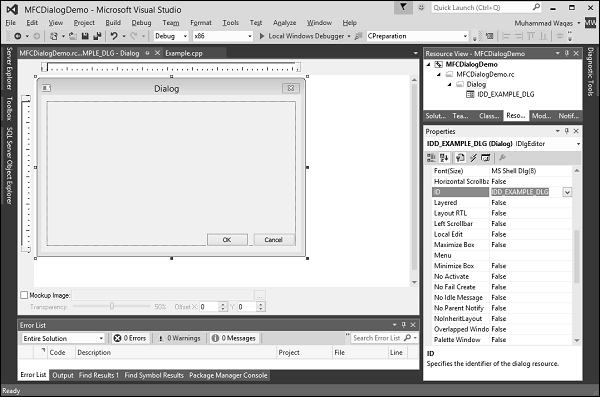 MFCDialogDemo - Microsoft Visual Studio
Quick Launch (Ctrl+Q)
File Edit View Project Build Debug Team Format Tools Test Analyze Window Help
Muhammad Waqas MW
Debug x86 Local Windows Debugger CPreparation
Server Explorer
Toolbox
SQL Server Object Explorer
MFCDialogDemo.rc...MPLE_DLG - Dialog
Example.cpp
Dialog
OK Cancel
Mockup Image: ...
Transparency: 50% Offset X: 0 Y: 0
Error List
Entire Solution 0 Errors 0 Warnings 0 Messages Search Error List
Code Description Project File Line
Error List Output Find Results 1 Find Symbol Results Package Manager Console
Resource View - MFCDialogDemo
MFCDialogDemo
MFCDialogDemo.rc
Dialog
IDD_EXAMPLE_DLG
Solut... Tea... Class... Reso... Mod... Notif...
Properties
IDD_EXAMPLE_DLG (Dialog) IDlgEditor
Font(Size) MS Shell Dlg(8)
Horizontal Scrollba False
ID IDD_EXAMPLE_DLG
Layered False
Layout RTL False
Left Scrollbar False
Local Edit False
Maximize Box False
Menu
Minimize Box False
No Activate False
No Fail Create False
No Idle Message False
No Parent Notify False
NoInheritLayout False
Overlapped Windo False
Palette Window False
ID
Specifies the identifier of the dialog resource.
Diagnostic Tools
Ready